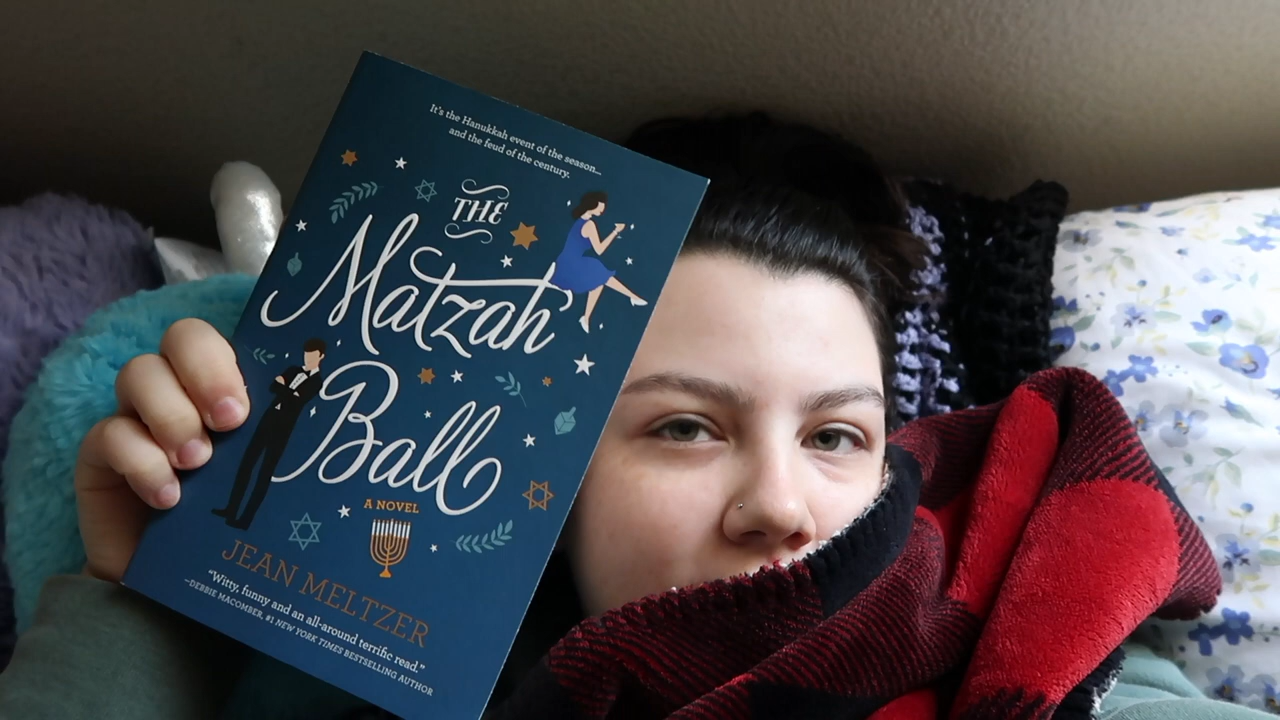 It's the Hanukkah event of the season...
and the feud of the century.
THE
Matzah
Ball
A NOVEL
JEAN MELTZER
"Witty, funny and an all-around terrific read."
—DEBBIE MACOMBER, #1 NEW YORK TIMES BESTSELLING AUTHOR